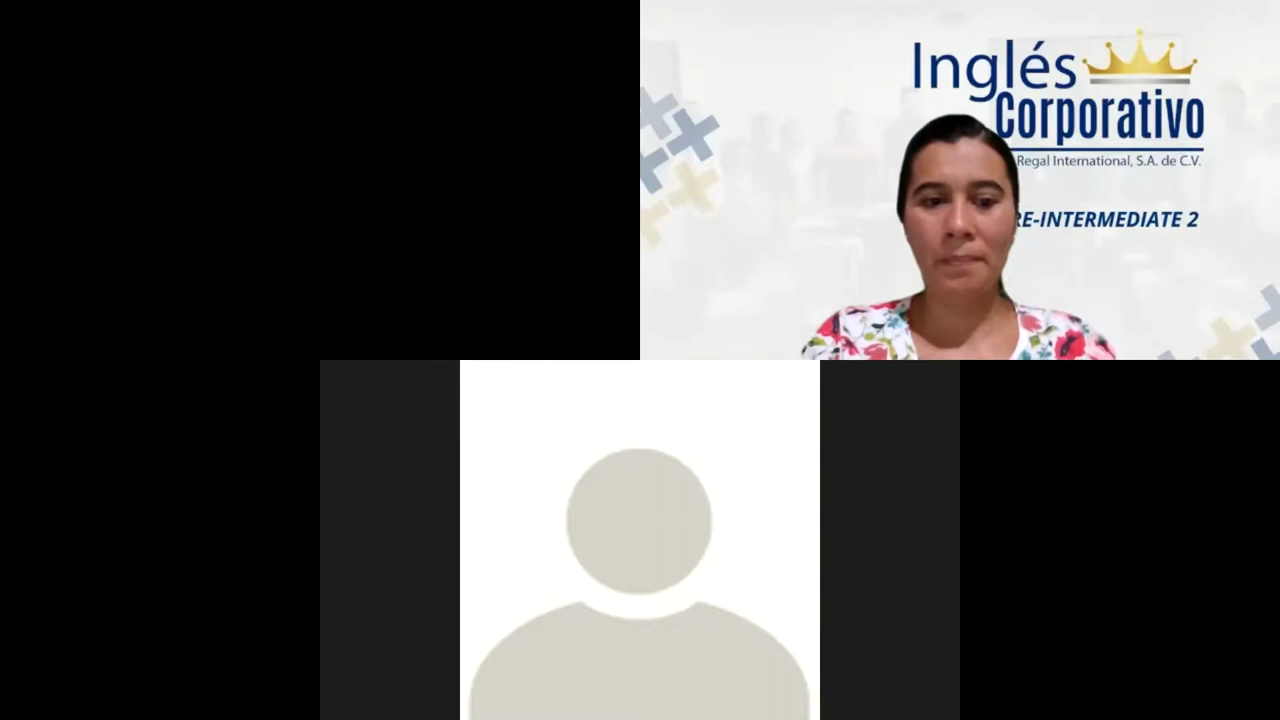 Inglés
Corporativo
Regal International, S.A. de C.V.
RE-INTERMEDIATE 2